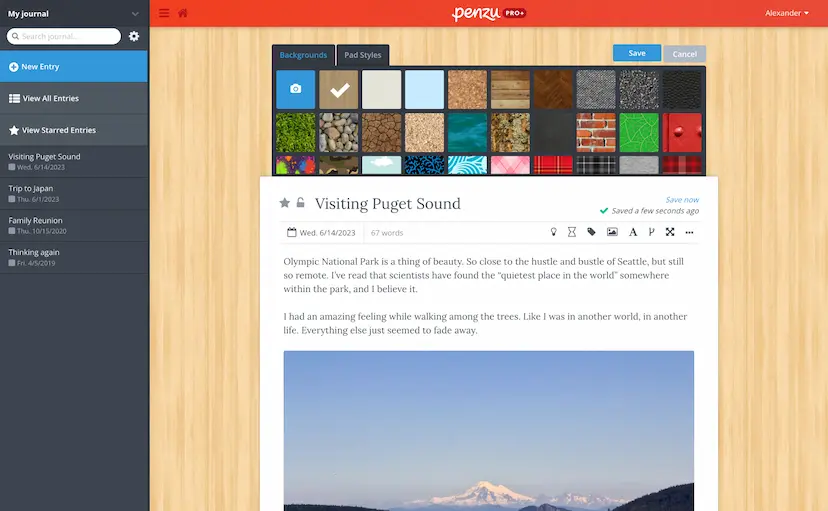 My journal
penzu PRO+
Alexander
Search journal...
New Entry
View All Entries
View Starred Entries
Visiting Puget Sound
Wed. 6/14/2023
Trip to Japan
Thu. 6/1/2023
Family Reunion
Thu. 10/15/2020
Thinking again
Fri. 4/5/2019
Backgrounds
Pad Styles
Save
Cancel
Visiting Puget Sound
Save now
Saved a few seconds ago
Wed. 6/14/2023
67 words
A
Olympic National Park is a thing of beauty. So close to the hustle and bustle of Seattle, but still
so remote. I've read that scientists have found the “quietest place in the world” somewhere
within the park, and I believe it.
I had an amazing feeling while walking among the trees. Like I was in another world, in another
life. Everything else just seemed to fade away.